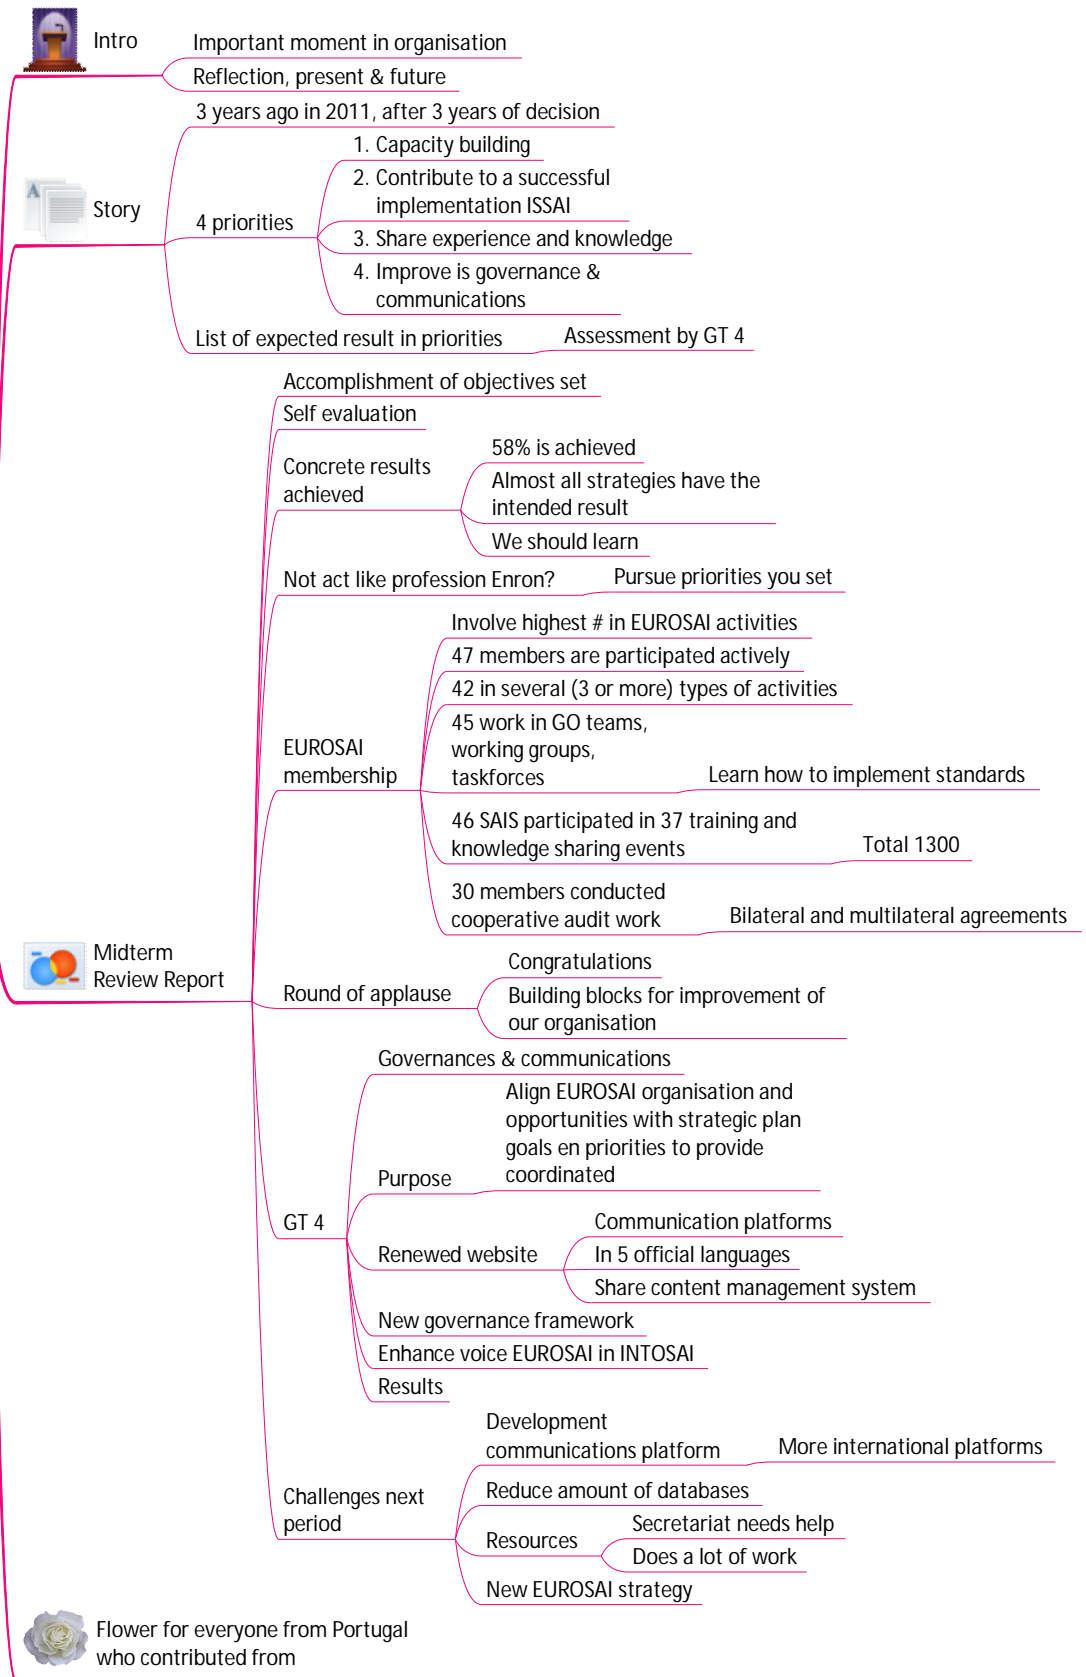 Intro
Important moment in organisation
Reflection, present & future
Story
3 years ago in 2011, after 3 years of decision
4 priorities
1. Capacity building
2. Contribute to a successful
implementation ISSAI
3. Share experience and knowledge
4. Improve is governance &
communications
List of expected result in priorities
Assessment by GT 4
Midterm
Review Report
Accomplishment of objectives set
Self evaluation
Concrete results
achieved
58% is achieved
Almost all strategies have the
intended result
We should learn
Not act like profession Enron?
Pursue priorities you set
EUROSAI
membership
Involve highest # in EUROSAI activities
47 members are participated actively
42 in several (3 or more) types of activities
45 work in GO teams,
working groups,
taskforces
Learn how to implement standards
46 SAIS participated in 37 training and
knowledge sharing events
Total 1300
30 members conducted
cooperative audit work
Bilateral and multilateral agreements
Round of applause
Congratulations
Building blocks for improvement of
our organisation
GT 4
Governances & communications
Purpose
Align EUROSAI organisation and
opportunities with strategic plan
goals en priorities to provide
coordinated
Renewed website
Communication platforms
In 5 official languages
Share content management system
New governance framework
Enhance voice EUROSAI in INTOSAI
Results
Challenges next
period
Development
communications platform
More international platforms
Reduce amount of databases
Resources
Secretariat needs help
Does a lot of work
New EUROSAI strategy
Flower for everyone from Portugal
who contributed from